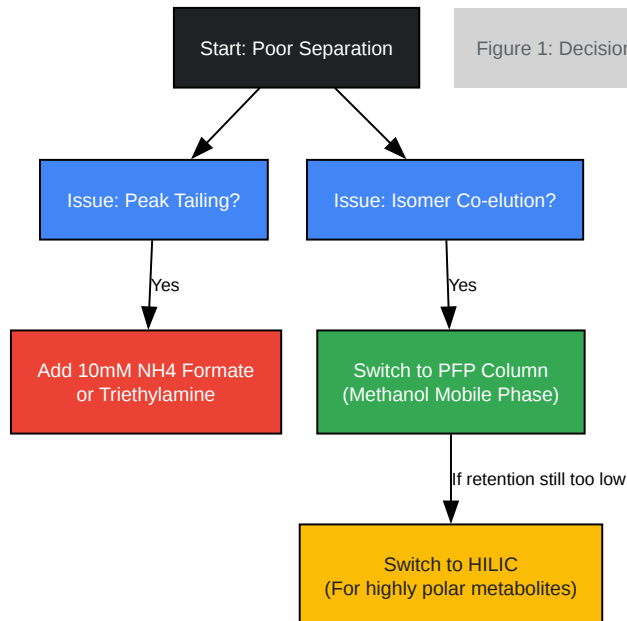 Start: Poor Separation
Figure 1: Decision
Issue: Peak Tailing?
Issue: Isomer Co-elution?
Yes
Yes
Add 10mM NH4 Formate
or Triethylamine
Switch to PFP Column
(Methanol Mobile Phase)
If retention still too low
Switch to HILIC
(For highly polar metabolites)